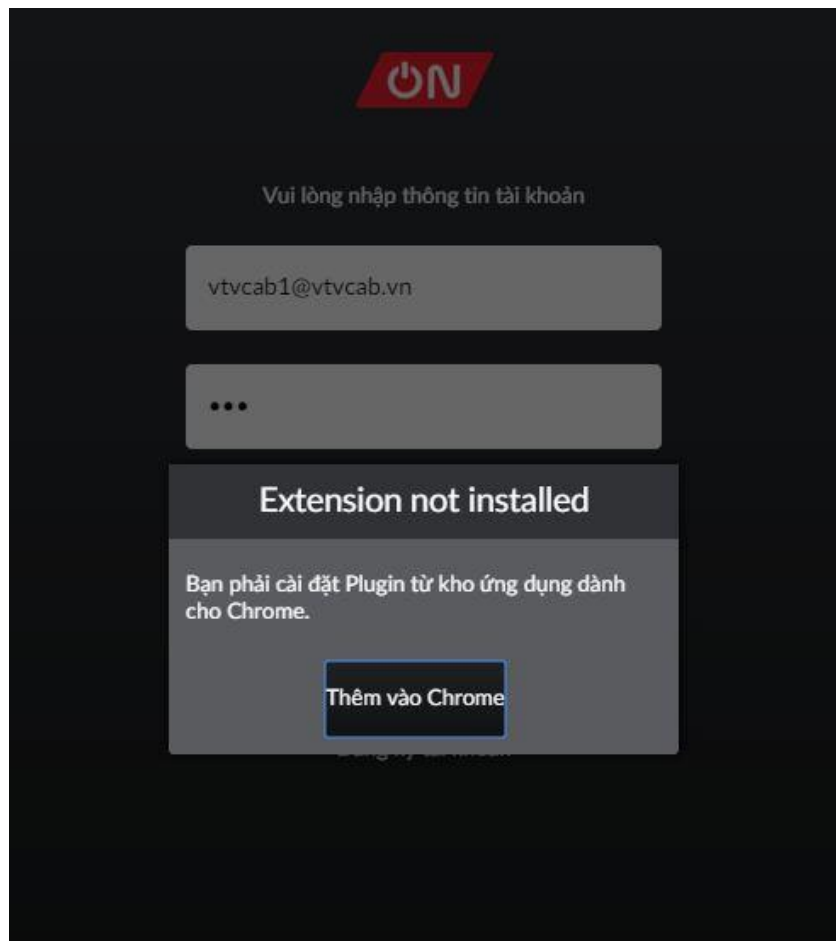 ON
Vui lòng nhập thông tin tài khoản
vtvcab1@vtvcab.vn
•••
Extension not installed
Bạn phải cài đặt Plugin từ kho ứng dụng dành
cho Chrome.
Thêm vào Chrome